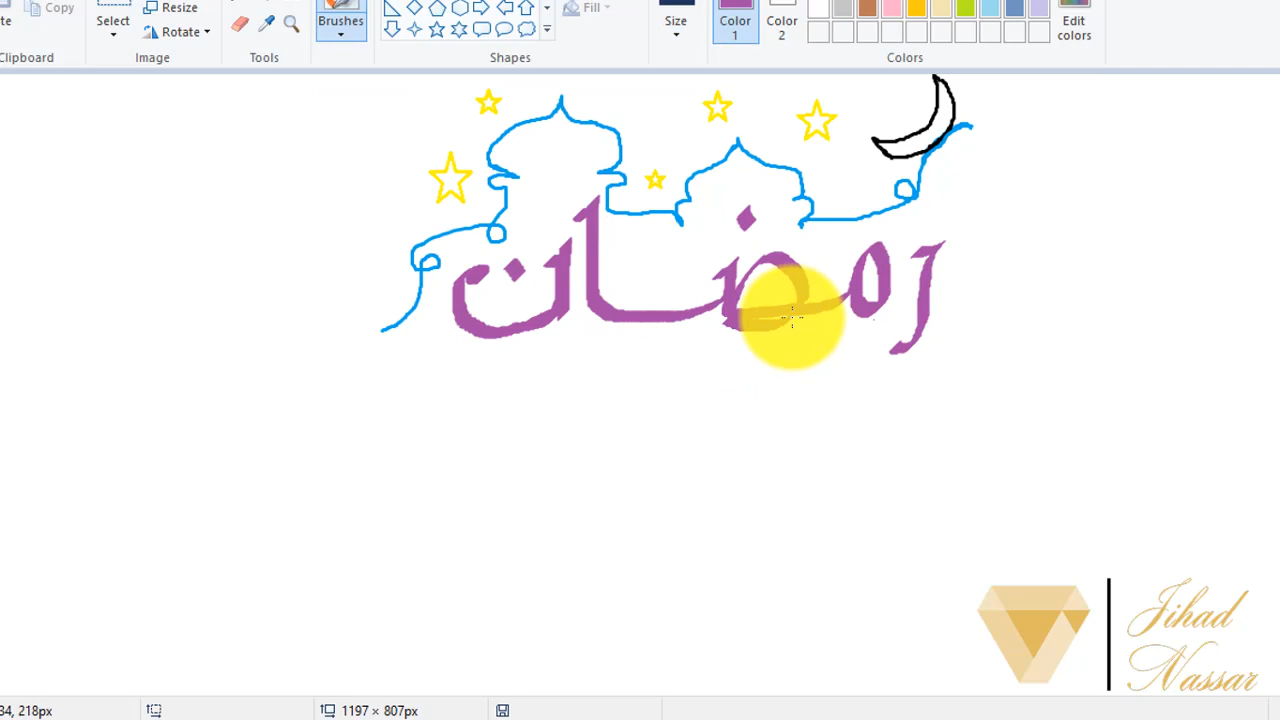 Copy
Resize
Rotate
Select
Brushes
Fill
Size
Color 1
Color 2
Edit colors
Clipboard
Image
Tools
Shapes
Colors
رمضان
Jihad
Nassar
34, 218px
1197 × 807px